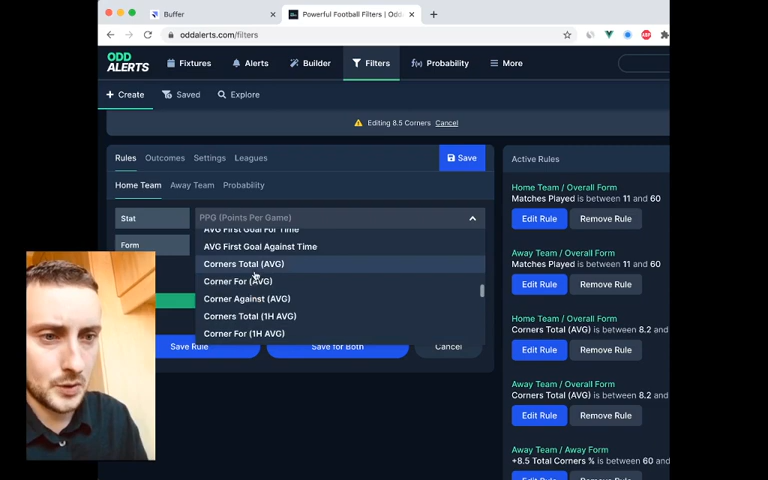 Buffer
Powerful Football Filters | Odd
oddalerts.com/filters
ODD
ALERTS
Fixtures
Alerts
Builder
Filters
Probability
More
Create
Saved
Explore
Editing 8.5 Corners Cancel
Rules
Outcomes
Settings
Leagues
Save
Home Team
Away Team
Probability
Stat
PPG (Points Per Game)
Form
AVG First Goal For Time
AVG First Goal Against Time
Corners Total (AVG)
Corner For (AVG)
Corner Against (AVG)
Corners Total (1H AVG)
Corner For (1H AVG)
Save Rule
Save for Both
Cancel
Active Rules
Home Team / Overall Form
Matches Played is between 11 and 60
Edit Rule
Remove Rule
Away Team / Overall Form
Matches Played is between 11 and 60
Edit Rule
Remove Rule
Home Team / Overall Form
Corners Total (AVG) is between 8.2
Edit Rule
Remove Rule
Away Team / Overall Form
Corners Total (AVG) is between 8.2
Edit Rule
Remove Rule
Away Team / Away Form
+8.5 Total Corners % is between 60 and